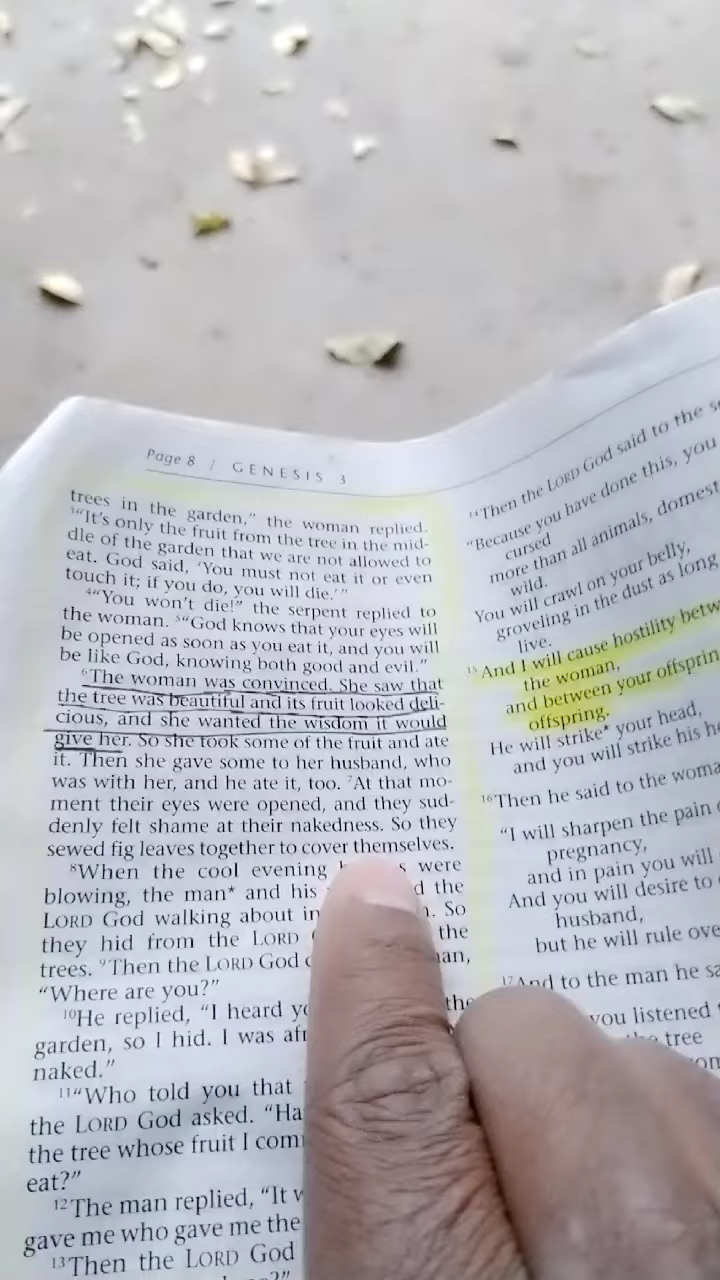 Page 8 / GENESIS 3
trees in the garden,” the woman replied.
³“It’s only the fruit from the tree in the mid-
dle of the garden that we are not allowed to
eat. God said, ‘You must not eat it or even
touch it; if you do, you will die.’”
⁴“You won’t die!” the serpent replied to
the woman. ⁵“God knows that your eyes will
be opened as soon as you eat it, and you will
be like God, knowing both good and evil.”
⁶The woman was convinced. She saw that
the tree was beautiful and its fruit looked deli-
cious, and she wanted the wisdom it would
give her. So she took some of the fruit and ate
it. Then she gave some to her husband, who
was with her, and he ate it, too. ⁷At that mo-
ment their eyes were opened, and they sud-
denly felt shame at their nakedness. So they
sewed fig leaves together to cover themselves.
⁸When the cool evening were
blowing, the man* and his the
LORD God walking about in So
they hid from the LORD the
trees. ⁹Then the LORD God
“Where are you?”
¹⁰He replied, “I heard the
garden, so I hid. I was
naked.”
¹¹“Who told you that
the LORD God asked. “Ha
the tree whose fruit I
eat?”
¹²The man replied, “It
gave me who gave me the
¹³Then the LORD God
¹⁴Then the LORD God said to the
“Because you have done this, you
cursed
more than all animals, domest
wild.
You will crawl on your belly,
groveling in the dust as long
live.
¹⁵And I will cause hostility betw
the woman,
and between your offsprin
offspring.
He will strike* your head,
and you will strike his
¹⁶Then he said to the woma
“I will sharpen the pain
pregnancy,
and in pain you will
And you will desire to
husband,
but he will rule ove
¹⁷And to the man he sa
you listened
tree